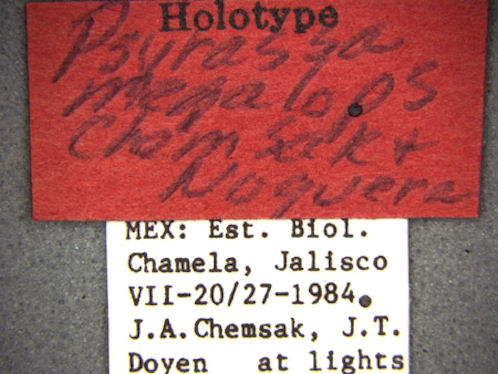 Holotype
Psyrassa
megalops
Chemsak +
Noguera
MEX: Est. Biol.
Chamela, Jalisco
VII-20/27-1984.
J.A.Chemsak, J.T.
Doyen at lights